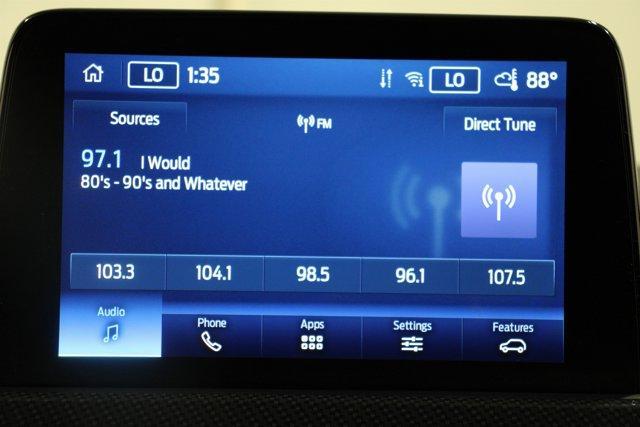 LO 1:35 LO 88°
Sources FM Direct Tune
97.1 I Would
80's - 90's and Whatever
103.3 104.1 98.5 96.1 107.5
Audio Phone Apps Settings Features